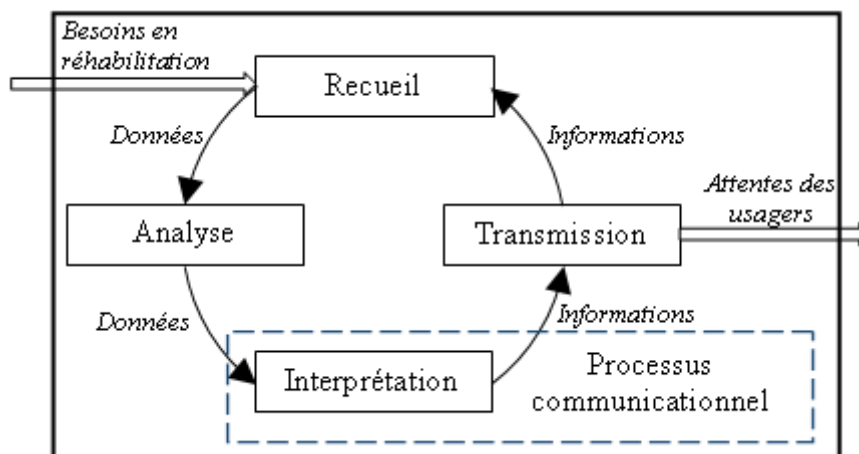 Besoins en
réhabilitation
Recueil
Données
Informations
Attentes des
usagers
Analyse
Transmission
Données
Informations
Interprétation
Processus
communicationnel